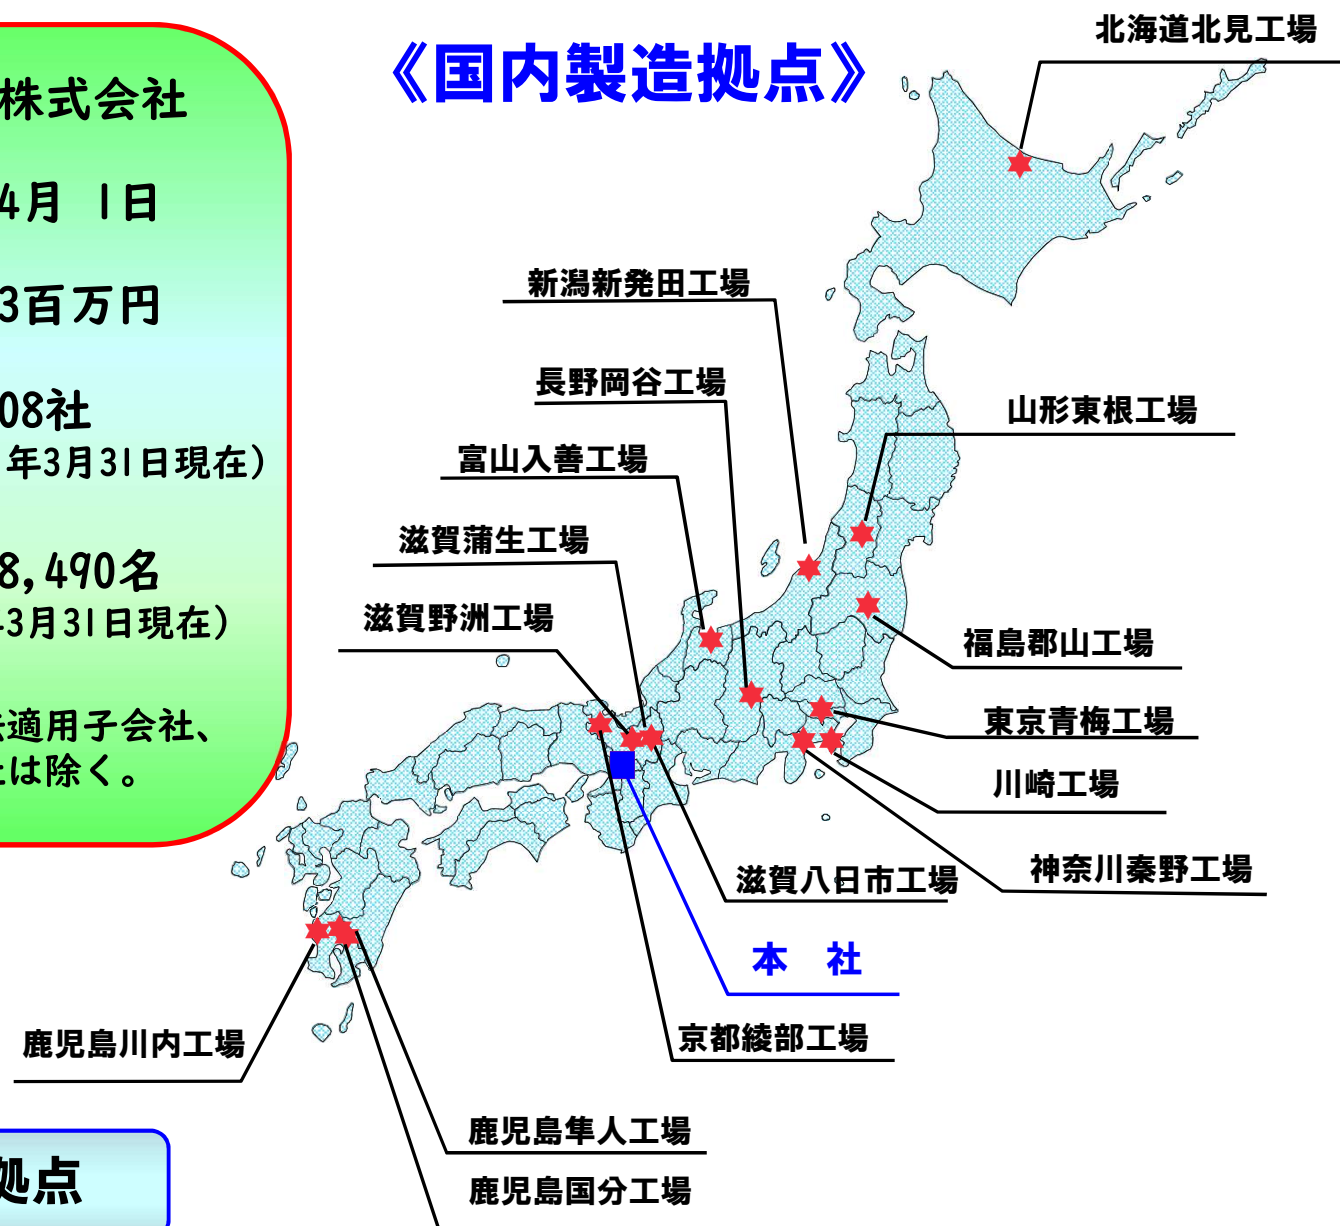 《国内製造拠点》
株式会社
4月 1日
3百万円
08社
年3月31日現在）
8,490名
3月31日現在）
適用子会社、
は除く。
北海道北見工場
新潟新発田工場
長野岡谷工場
山形東根工場
富山入善工場
滋賀蒲生工場
滋賀野洲工場
福島郡山工場
東京青梅工場
川崎工場
神奈川秦野工場
滋賀八日市工場
本 社
京都綾部工場
鹿児島川内工場
鹿児島隼人工場
鹿児島国分工場
拠点